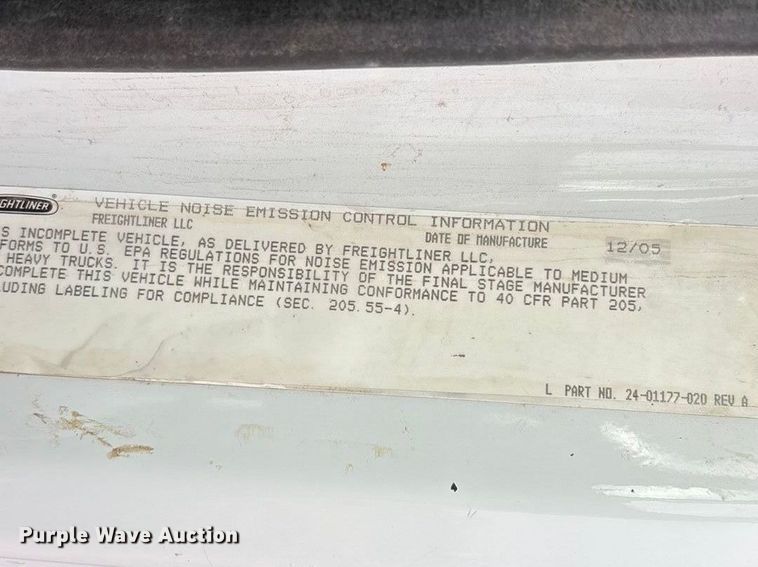 GHTLINER®
VEHICLE NOISE EMISSION CONTROL INFORMATION
FREIGHTLINER LLC DATE OF MANUFACTURE 12/05
S INCOMPLETE VEHICLE, AS DELIVERED BY FREIGHTLINER LLC,
FORMS TO U.S. EPA REGULATIONS FOR NOISE EMISSION APPLICABLE TO MEDIUM
HEAVY TRUCKS. IT IS THE RESPONSIBILITY OF THE FINAL STAGE MANUFACTURER
COMPLETE THIS VEHICLE WHILE MAINTAINING CONFORMANCE TO 40 CFR PART 205,
LUDING LABELING FOR COMPLIANCE (SEC. 205.55-4).
L PART NO. 24-01177-020 REV A
Purple Wave Auction